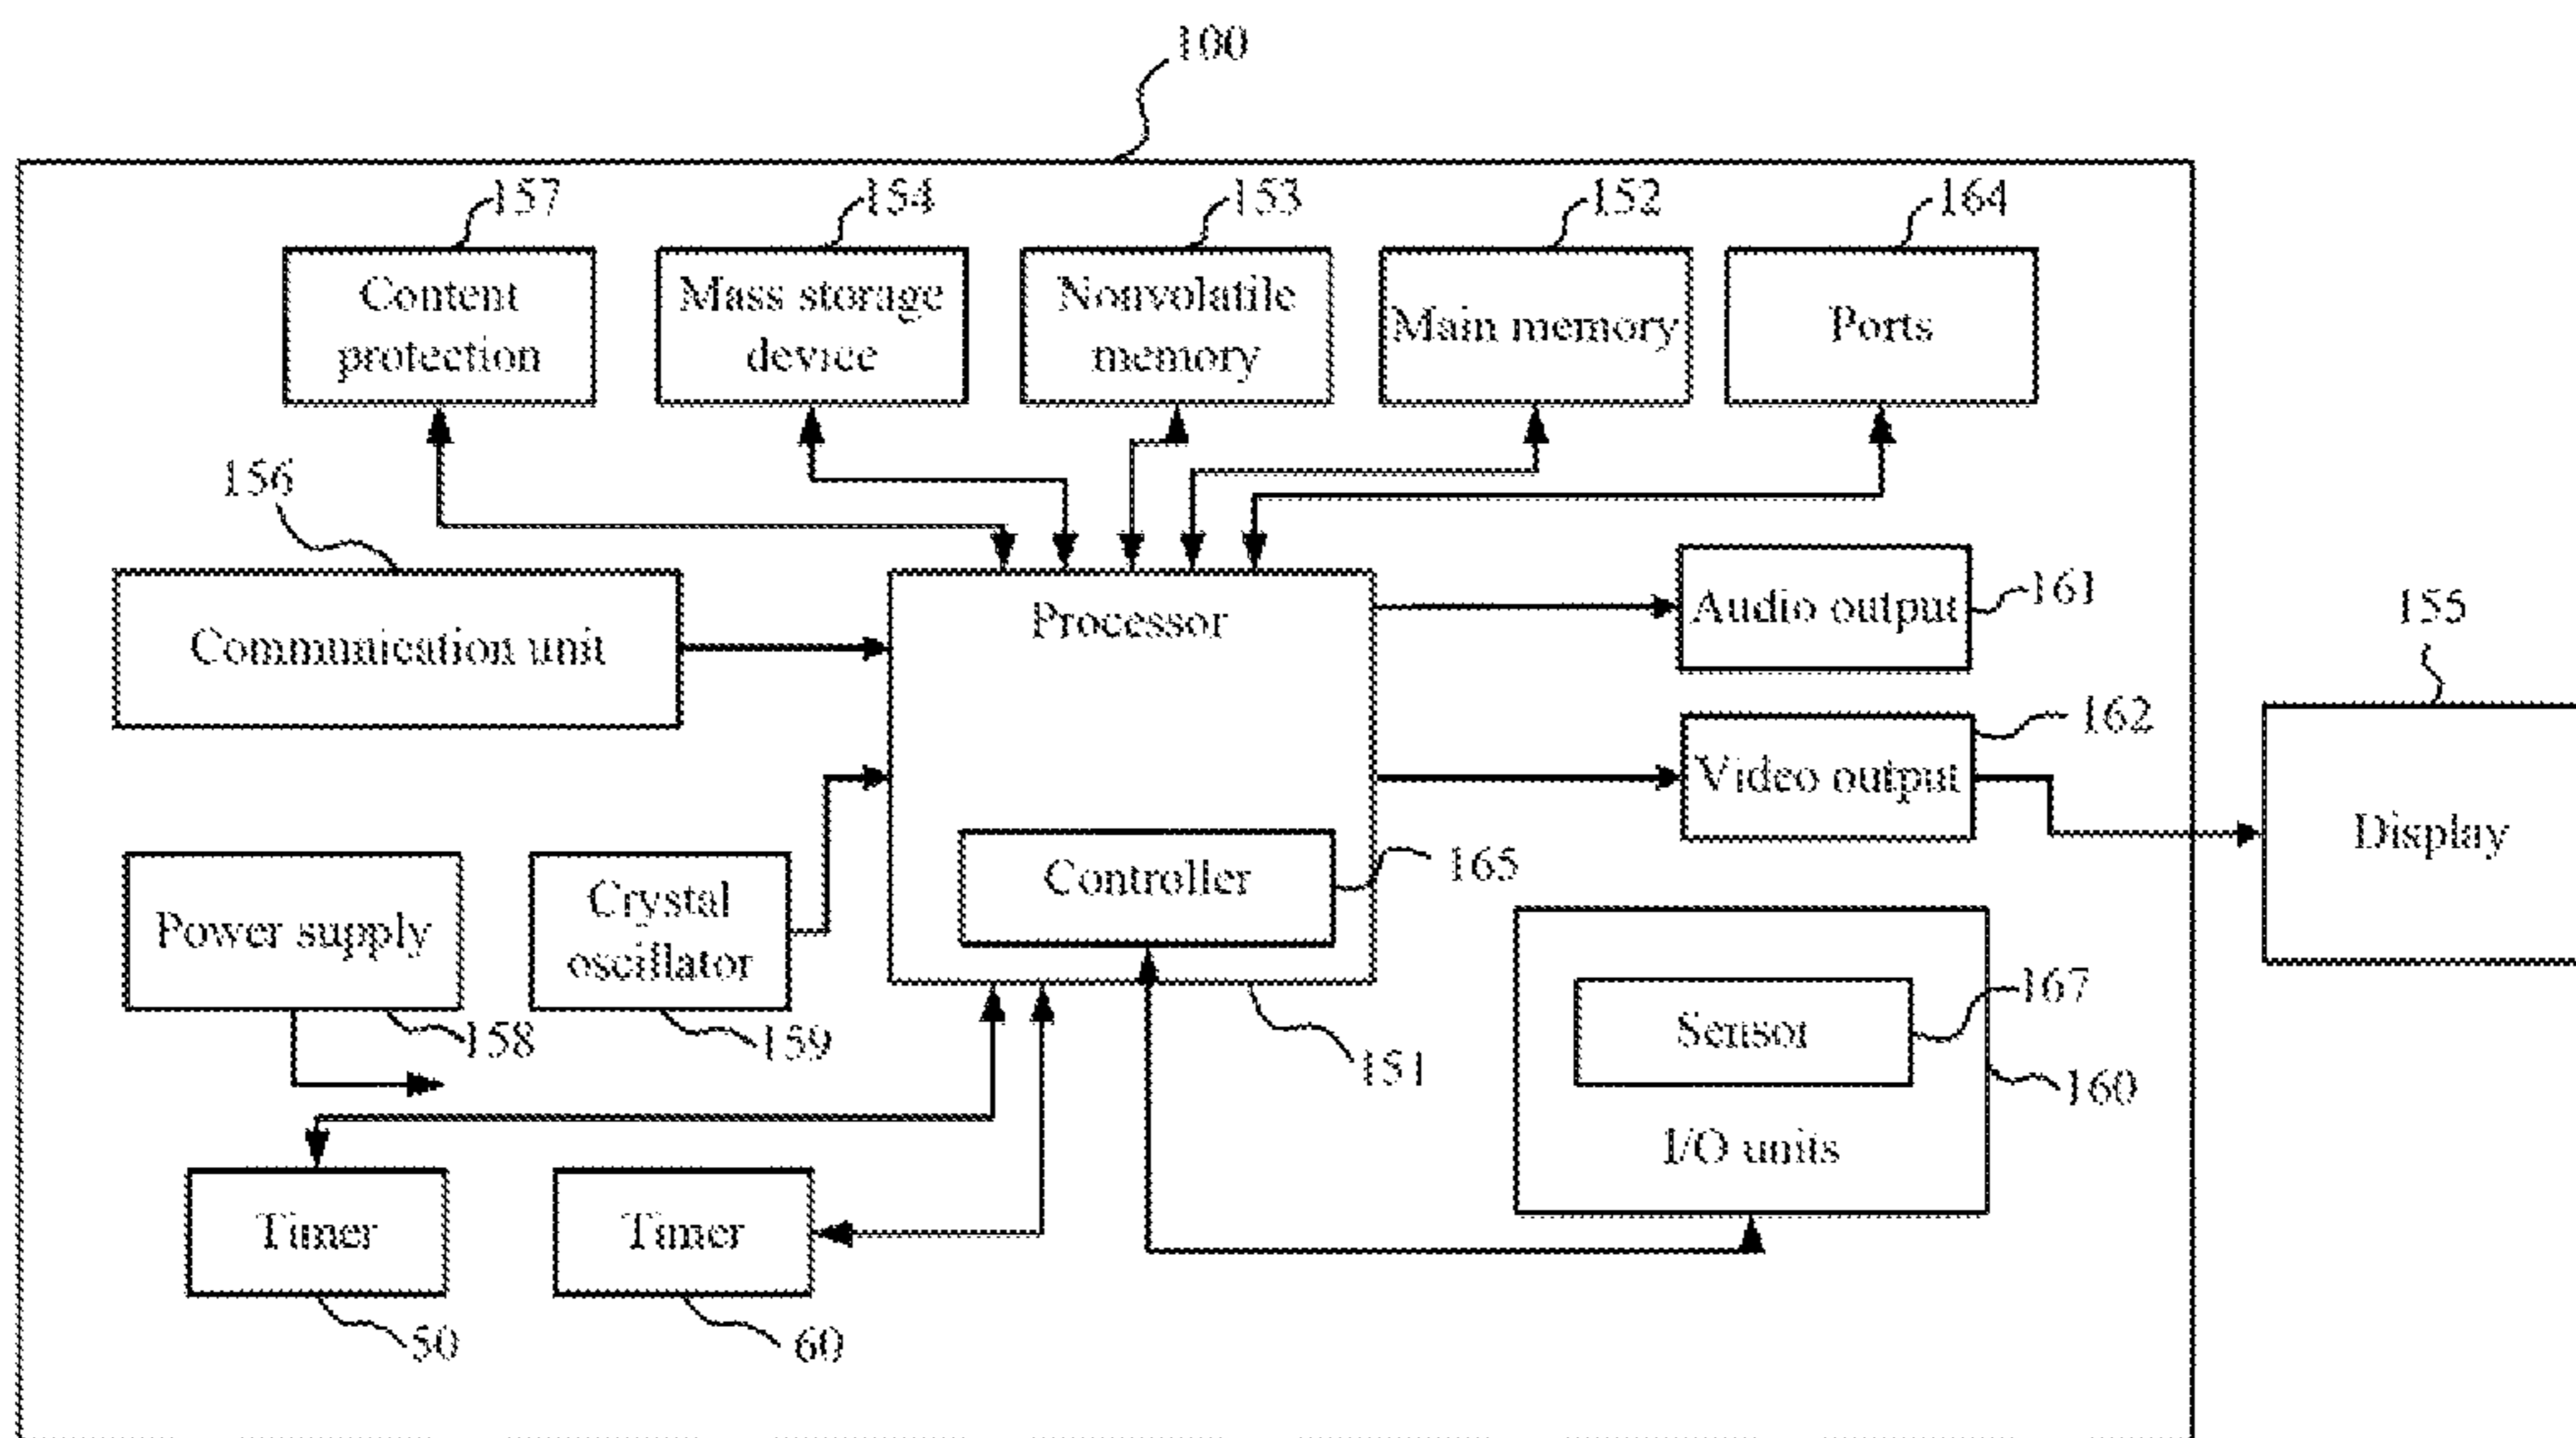 100
157
154
153
152
164
Content
protection
Mass storage
device
Nonvolatile
memory
Main memory
Ports
156
Communication unit
Processor
Audio output
161
155
162
Video output
Display
Controller
165
Power supply
Crystal
oscillator
158
159
151
Sensor
167
160
I/O units
Timer
Timer
50
60